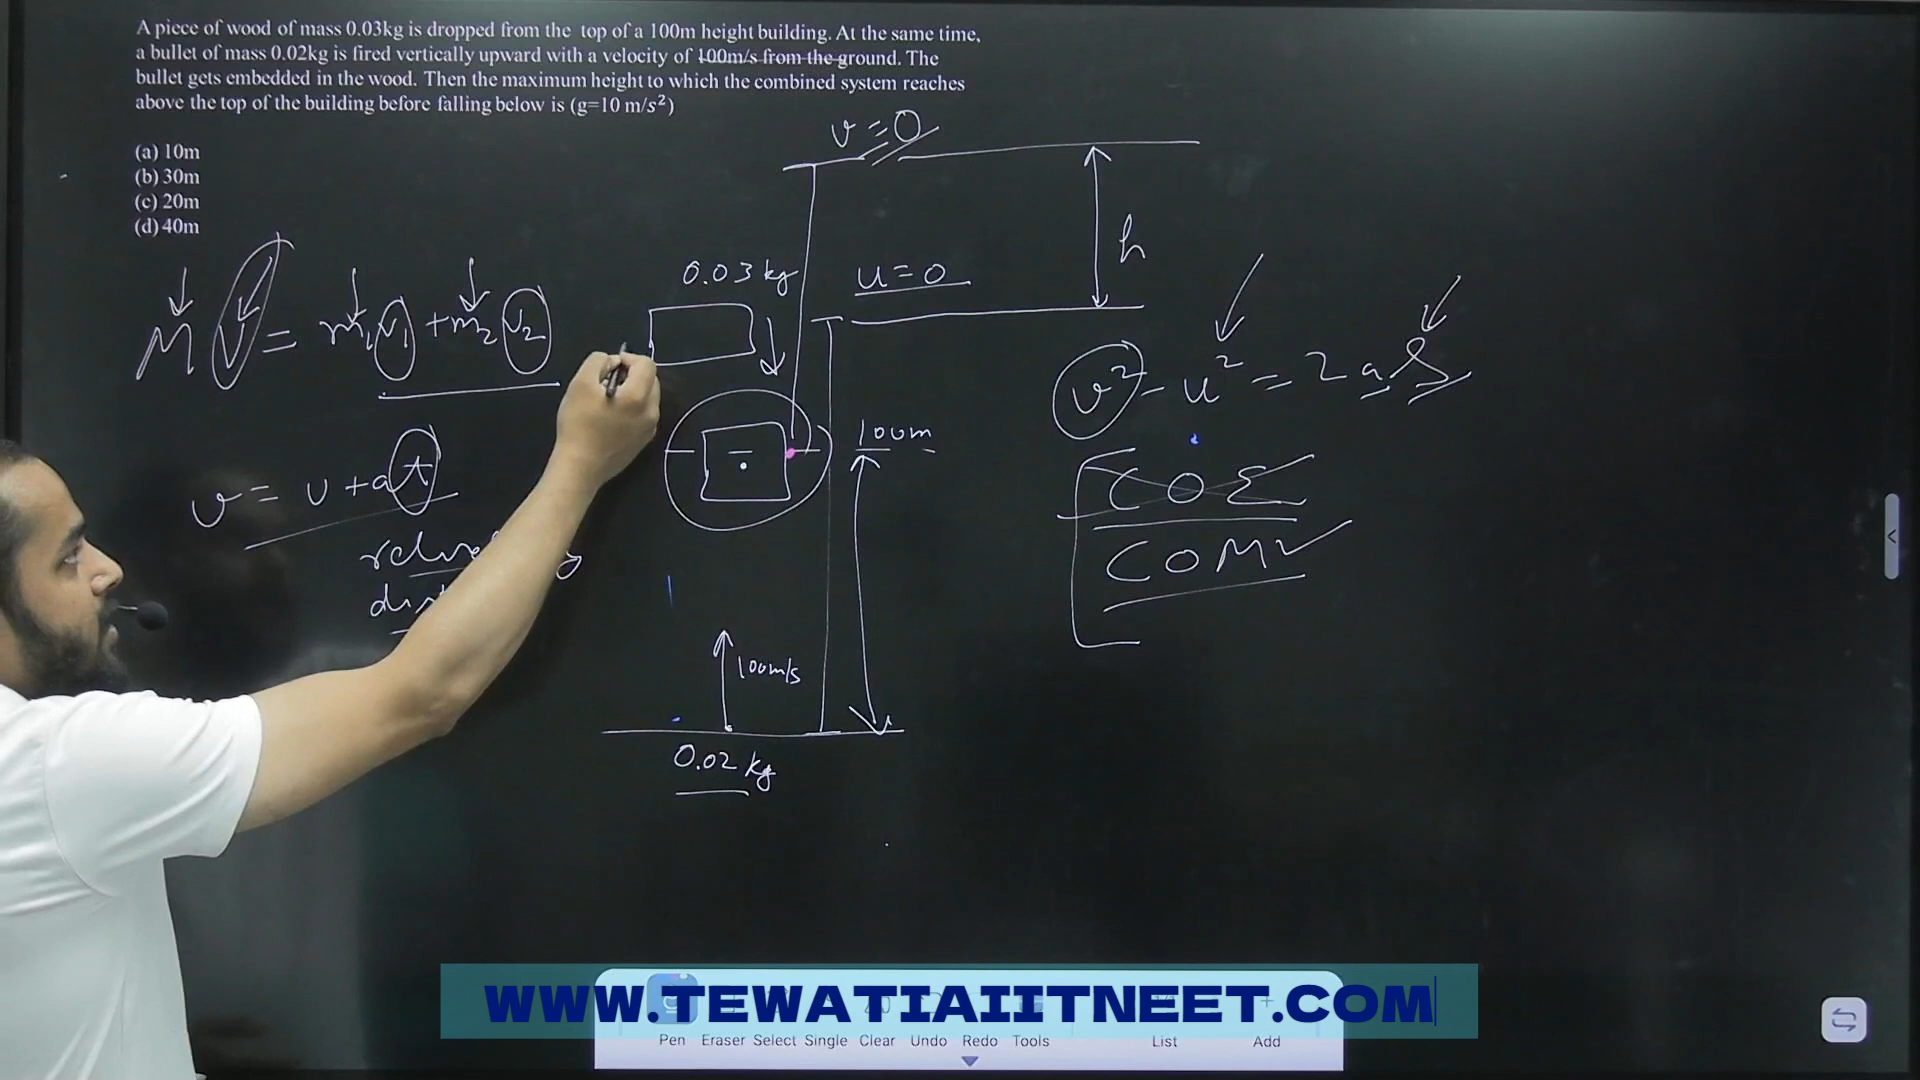 A piece of wood of mass 0.03kg is dropped from the top of a 100m height building. At the same time,
a bullet of mass 0.02kg is fired vertically upward with a velocity of 100m/s from the ground. The
bullet gets embedded in the wood. Then the maximum height to which the combined system reaches
above the top of the building before falling below is (g=10 m/s²)
(a) 10m
(b) 30m
(c) 20m
(d) 40m
v = 0
h
0.03 kg
u = 0
M V = m₁ v₁ + m₂ v₂
v² - u² = 2 a s
100m
v = u + a t
COE
COM
100m/s
0.02 kg
WWW.TEWATIAIITNEET.COM
Pen Eraser Select Single Clear Undo Redo Tools List Add